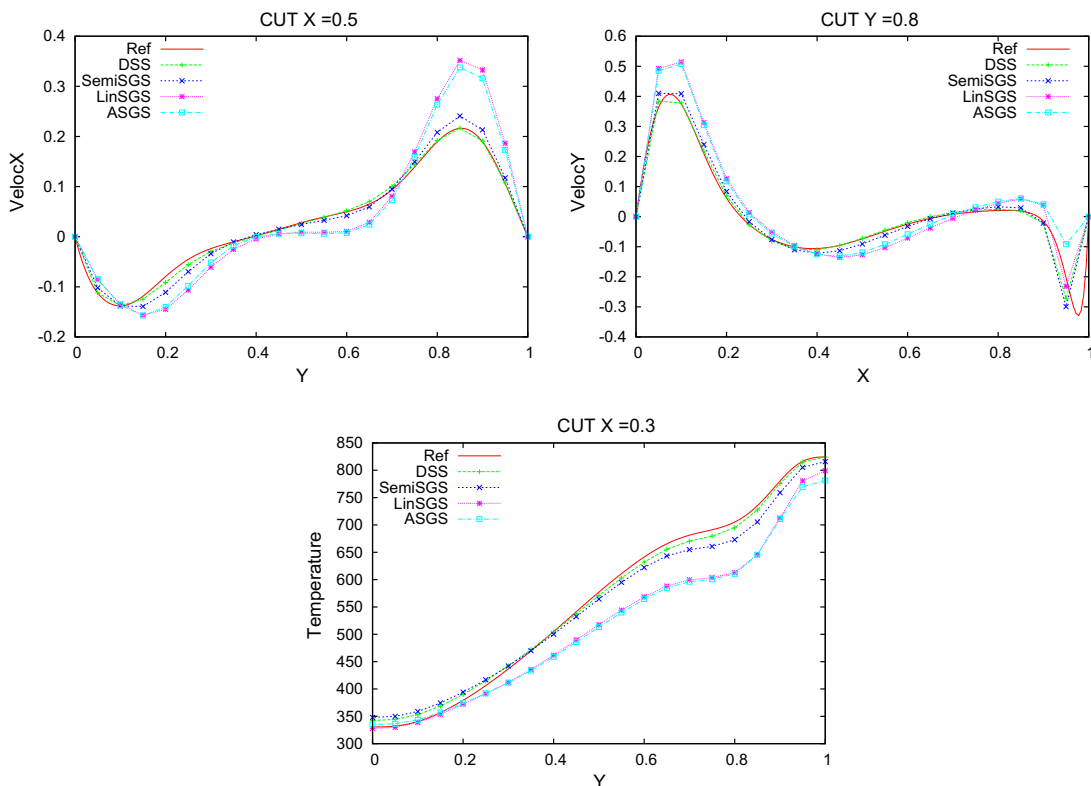 CUT X =0.5
VelocX
0.4
0.3
0.2
0.1
0
-0.1
-0.2
Ref
DSS
SemiSGS
LinSGS
ASGS
0 0.2 0.4 0.6 0.8 1
Y
CUT Y =0.8
VelocY
0.6
0.5
0.4
0.3
0.2
0.1
0
-0.1
-0.2
-0.3
-0.4
Ref
DSS
SemiSGS
LinSGS
ASGS
0 0.2 0.4 0.6 0.8 1
X
CUT X =0.3
Temperature
850
800
750
700
650
600
550
500
450
400
350
300
Ref
DSS
SemiSGS
LinSGS
ASGS
0 0.2 0.4 0.6 0.8 1
Y